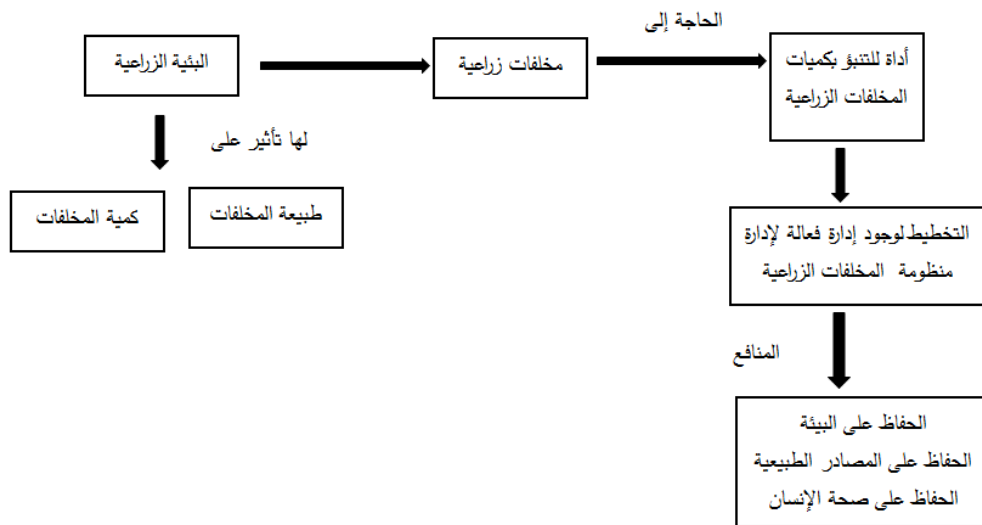 الحاجة إلى
البئية الزراعية
مخلفات زراعية
أداة للتنبؤ بكميات
المخلفات الزراعية
لها تأثير على
كمية المخلفات
طبيعة المخلفات
التخطيط لوجود إدارة فعالة لإدارة
منظومة المخلفات الزراعية
المنافع
الحفاظ على البيئة
الحفاظ على المصادر الطبيعية
الحفاظ على صحة الإنسان